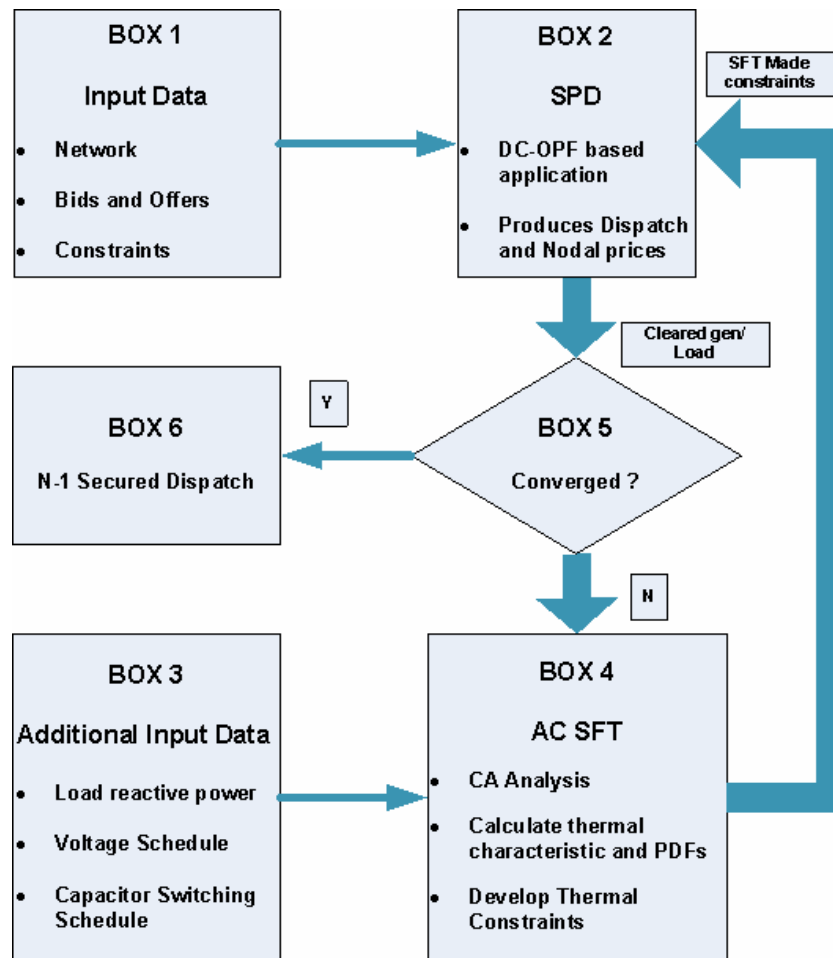 BOX 1
Input Data
• Network
• Bids and Offers
• Constraints
BOX 2
SPD
• DC-OPF based
application
• Produces Dispatch
and Nodal prices
SFT Made
constraints
Cleared gen/
Load
BOX 6
N-1 Secured Dispatch
Y
BOX 5
Converged ?
N
BOX 3
Additional Input Data
• Load reactive power
• Voltage Schedule
• Capacitor Switching
Schedule
BOX 4
AC SFT
• CA Analysis
• Calculate thermal
characteristic and PDFs
• Develop Thermal
Constraints